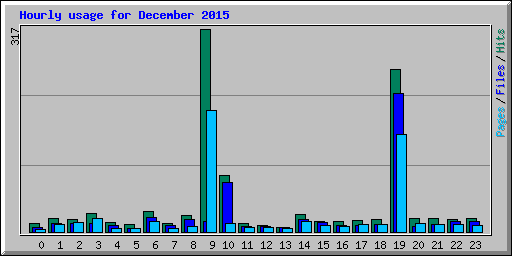 Hourly usage for December 2015
317
Pages / Files / Hits
0 1 2 3 4 5 6 7 8 9 10 11 12 13 14 15 16 17 18 19 20 21 22 23